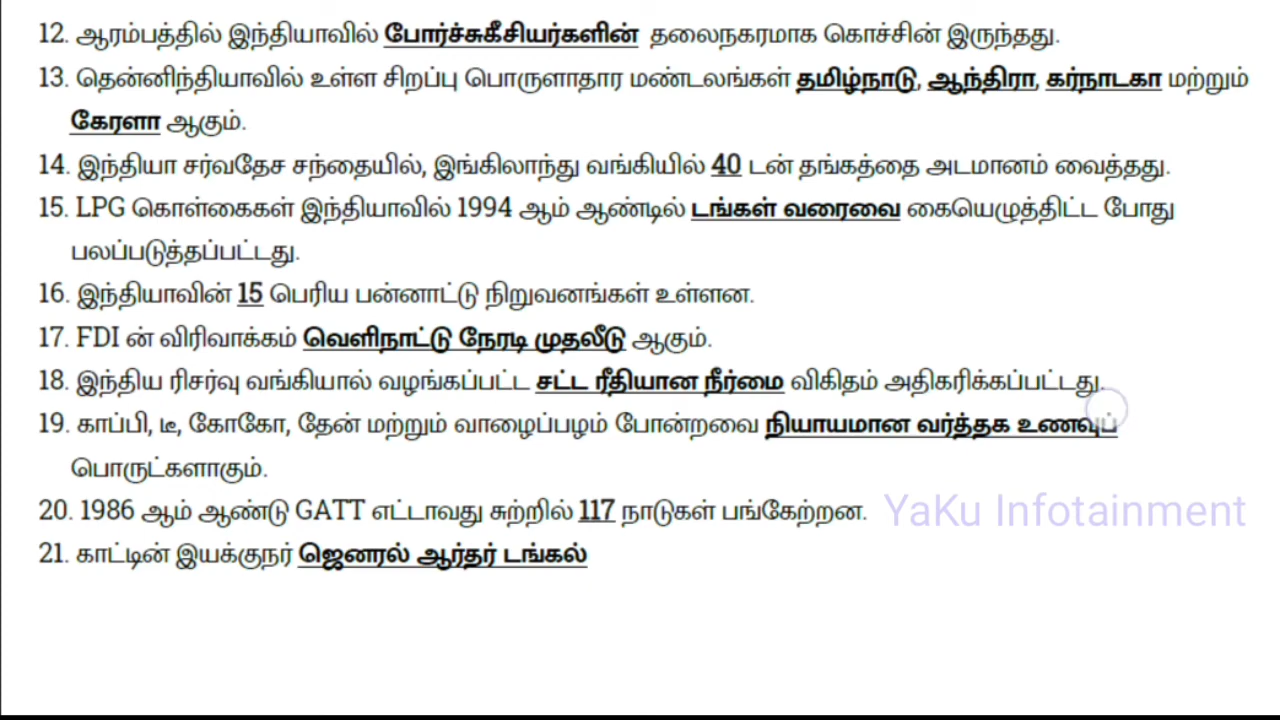 12. ஆரம்பத்தில் இந்தியாவில் போர்ச்சுகீசியர்களின் தலைநகரமாக கொச்சின் இருந்தது.
13. தென்னிந்தியாவில் உள்ள சிறப்பு பொருளாதார மண்டலங்கள் தமிழ்நாடு, ஆந்திரா, கர்நாடகா மற்றும்
கேரளா ஆகும்.
14. இந்தியா சர்வதேச சந்தையில், இங்கிலாந்து வங்கியில் 40 டன் தங்கத்தை அடமானம் வைத்தது.
15. LPG கொள்கைகள் இந்தியாவில் 1994 ஆம் ஆண்டில் டங்கள் வரைவை கையெழுத்திட்ட போது
பலப்படுத்தப்பட்டது.
16. இந்தியாவின் 15 பெரிய பன்னாட்டு நிறுவனங்கள் உள்ளன.
17. FDI ன் விரிவாக்கம் வெளிநாட்டு நேரடி முதலீடு ஆகும்.
18. இந்திய ரிசர்வு வங்கியால் வழங்கப்பட்ட சட்ட ரீதியான நீர்மை விகிதம் அதிகரிக்கப்பட்டது.
19. காப்பி, டீ, கோகோ, தேன் மற்றும் வாழைப்பழம் போன்றவை நியாயமான வர்த்தக உணவுப்
பொருட்களாகும்.
20. 1986 ஆம் ஆண்டு GATT எட்டாவது சுற்றில் 117 நாடுகள் பங்கேற்றன.
YaKu Infotainment
21. காட்டின் இயக்குநர் ஜெனரல் ஆர்தர் டங்கல்